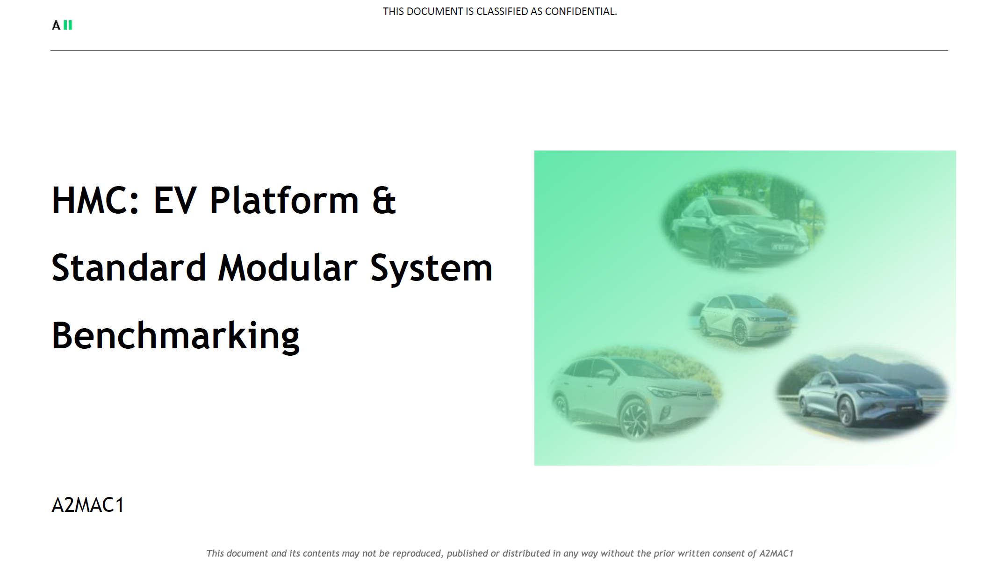 THIS DOCUMENT IS CLASSIFIED AS CONFIDENTIAL.
A
HMC: EV Platform &
Standard Modular System
Benchmarking
A2MAC1
This document and its contents may not be reproduced, published or distributed in any way without the prior written consent of A2MAC1